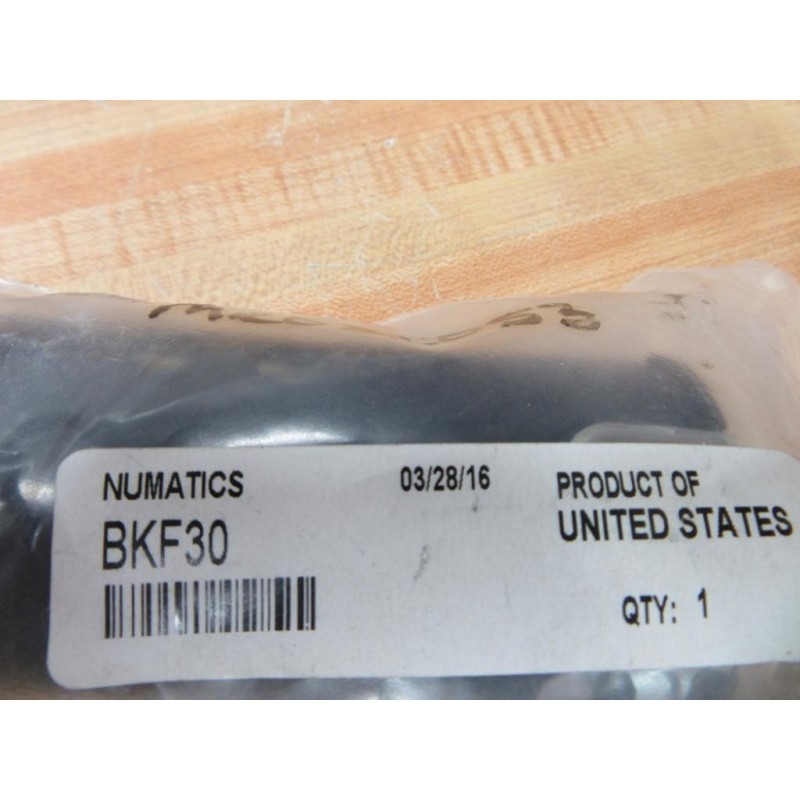 NUMATICS 03/28/16 PRODUCT OF
BKF30 UNITED STATES
QTY: 1